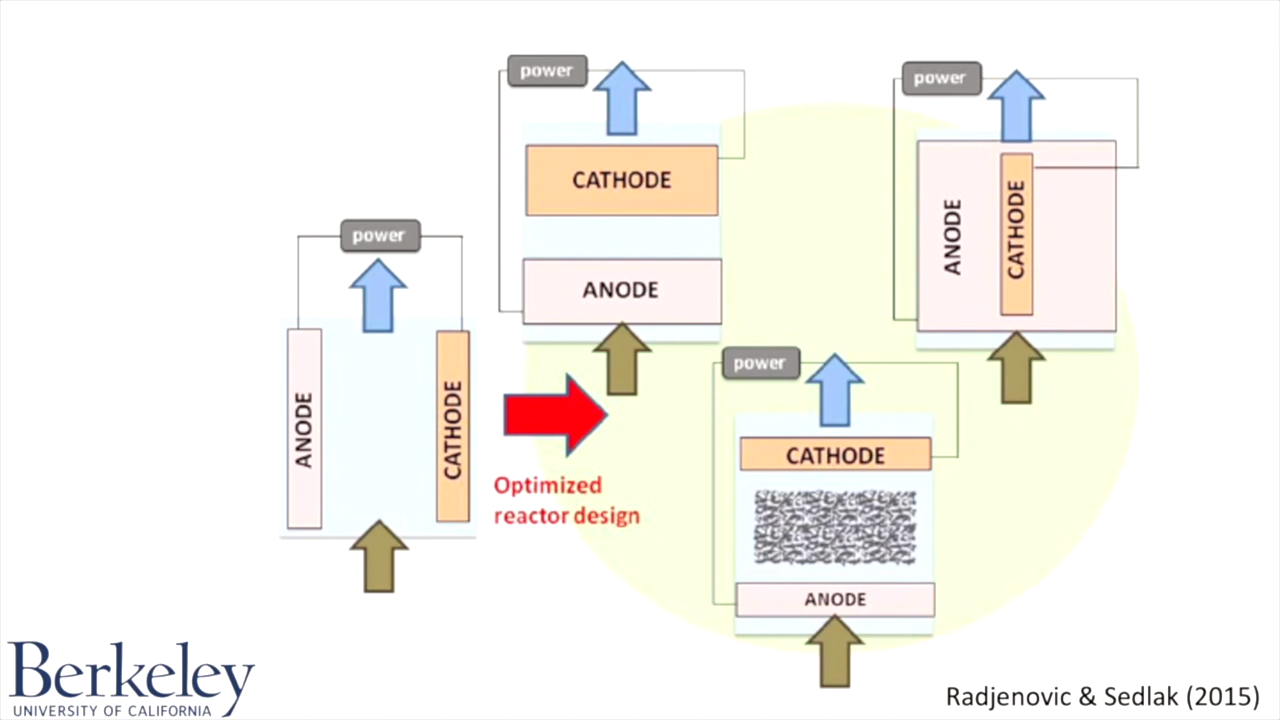 power
ANODE
CATHODE
power
CATHODE
ANODE
Optimized
reactor design
power
CATHODE
ANODE
power
ANODE
CATHODE
Berkeley
UNIVERSITY OF CALIFORNIA
Radjenovic & Sedlak (2015)